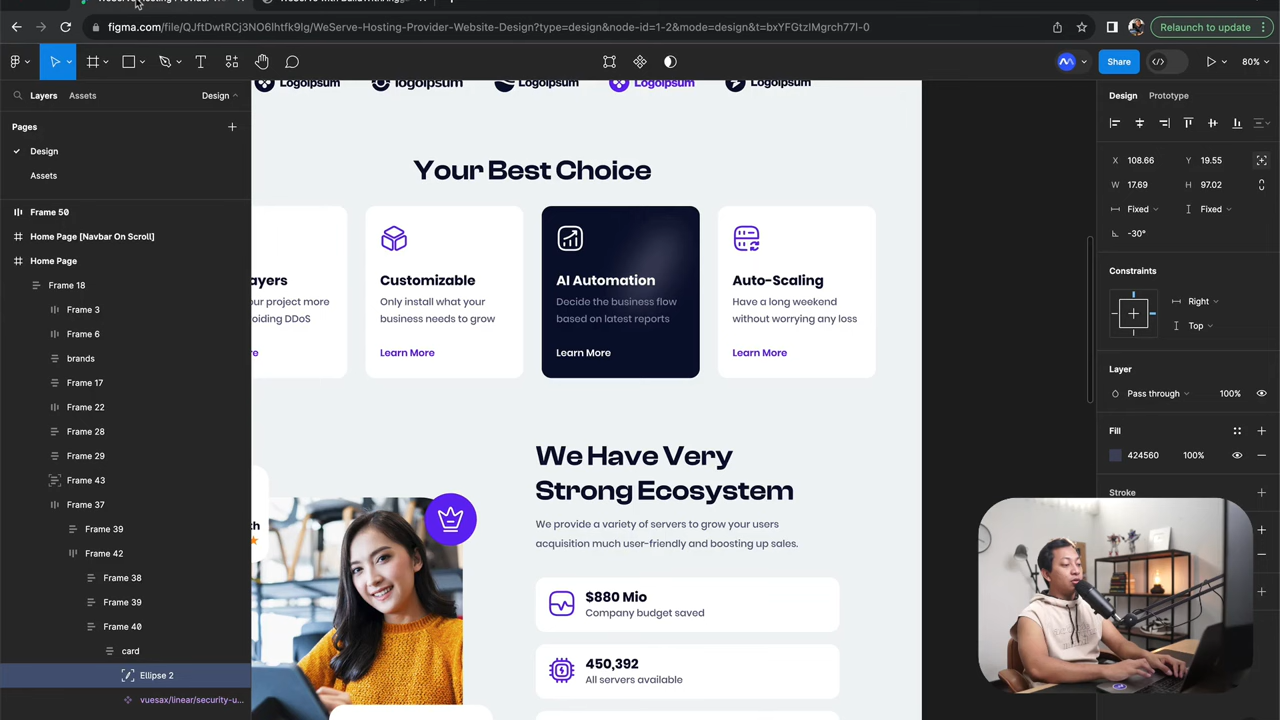 figma.com/file/QJftDwtRCj3NO6lhtfk9lg/WeServe-Hosting-Provider-Website-Design?type=design&node-id=1-2&mode=design&t=bxYFGtzIMgrch77l-0
Relaunch to update
Share
80%
Layers
Assets
Design
Pages
Design
Assets
Frame 50
Home Page [Navbar On Scroll]
Home Page
Frame 18
Frame 3
Frame 6
brands
Frame 17
Frame 22
Frame 28
Frame 29
Frame 43
Frame 37
Frame 39
Frame 42
Frame 38
Frame 39
Frame 40
card
Ellipse 2
vuesax/linear/security-u...
Logoipsum
logoipsum
Logoipsum
Logoipsum
Logoipsum
Your Best Choice
ayers
our project more
oiding DDoS
Customizable
Only install what your
business needs to grow
Learn More
AI Automation
Decide the business flow
based on latest reports
Learn More
Auto-Scaling
Have a long weekend
without worrying any loss
Learn More
We Have Very
Strong Ecosystem
We provide a variety of servers to grow your users
acquisition much user-friendly and boosting up sales.
$880 Mio
Company budget saved
450,392
All servers available
Design
Prototype
X 108.66
Y 19.55
W 17.69
H 97.02
Fixed
Fixed
-30°
Constraints
Right
Top
Layer
Pass through
100%
Fill
424560
100%
Stroke